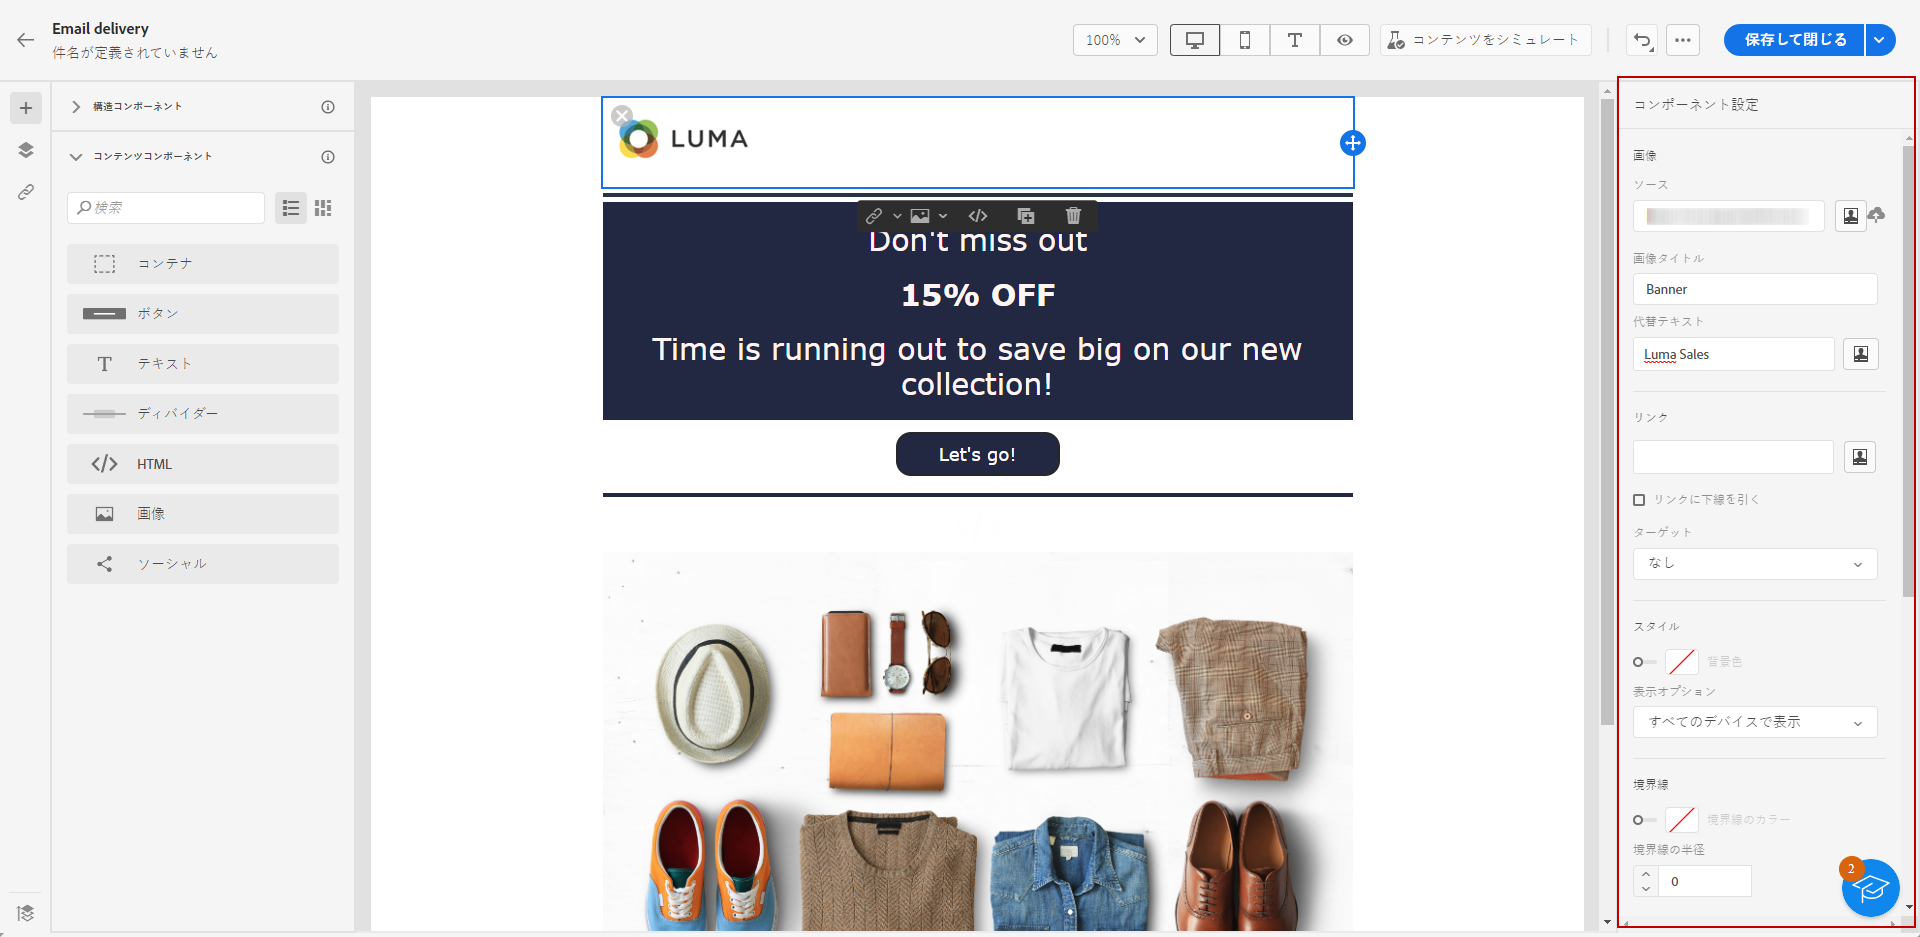 Email delivery
件名が定義されていません
100%
コンテンツをシミュレート
保存して閉じる
構造コンポーネント
コンテンツコンポーネント
検索
コンテナ
ボタン
テキスト
ディバイダー
HTML
画像
ソーシャル
LUMA
Don't miss out
15% OFF
Time is running out to save big on our new
collection!
Let's go!
コンポーネント設定
画像
ソース
画像タイトル
Banner
代替テキスト
Luma Sales
リンク
リンクに下線を引く
ターゲット
なし
スタイル
背景色
表示オプション
すべてのデバイスで表示
境界線
境界線のカラー
境界線の半径
0
2